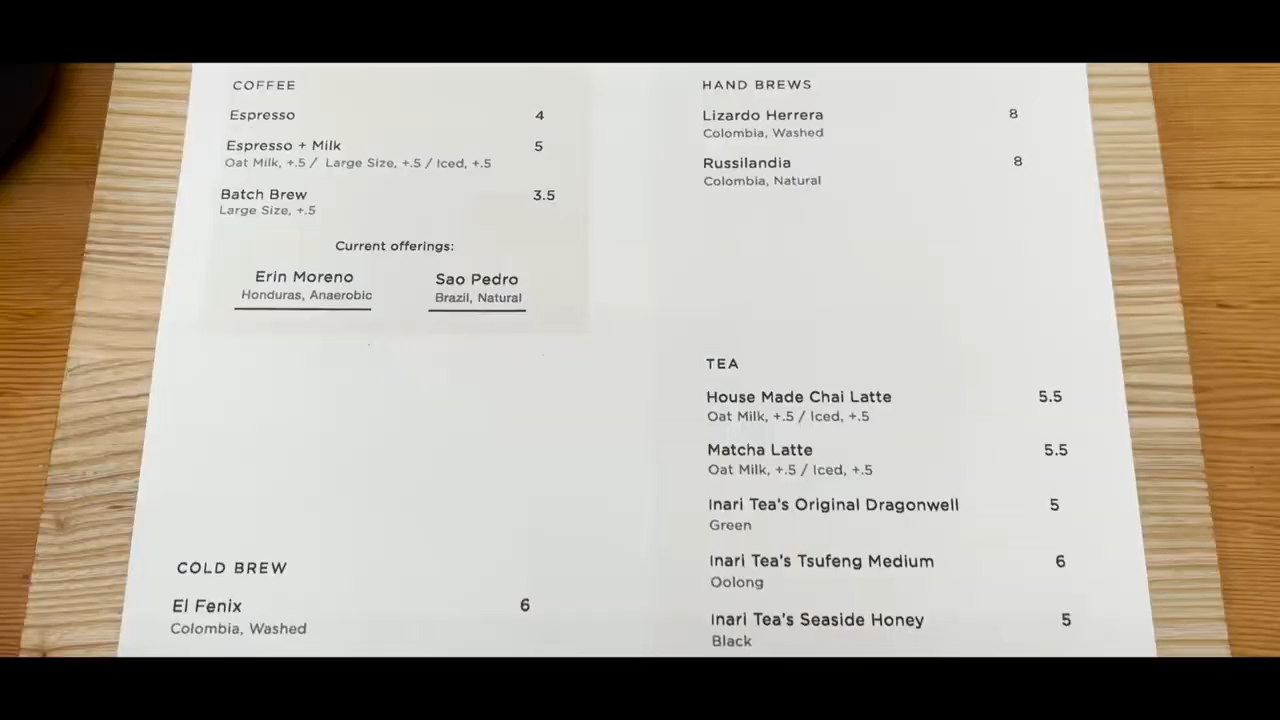 COFFEE
Espresso 4
Espresso + Milk 5
Oat Milk, +.5 / Large Size, +.5 / Iced, +.5
Batch Brew 3.5
Large Size, +.5
Current offerings:
Erin Moreno
Honduras, Anaerobic
Sao Pedro
Brazil, Natural
COLD BREW
El Fenix 6
Colombia, Washed
HAND BREWS
Lizardo Herrera 8
Colombia, Washed
Russilandia 8
Colombia, Natural
TEA
House Made Chai Latte 5.5
Oat Milk, +.5 / Iced, +.5
Matcha Latte 5.5
Oat Milk, +.5 / Iced, +.5
Inari Tea's Original Dragonwell 5
Green
Inari Tea's Tsufeng Medium 6
Oolong
Inari Tea's Seaside Honey 5
Black